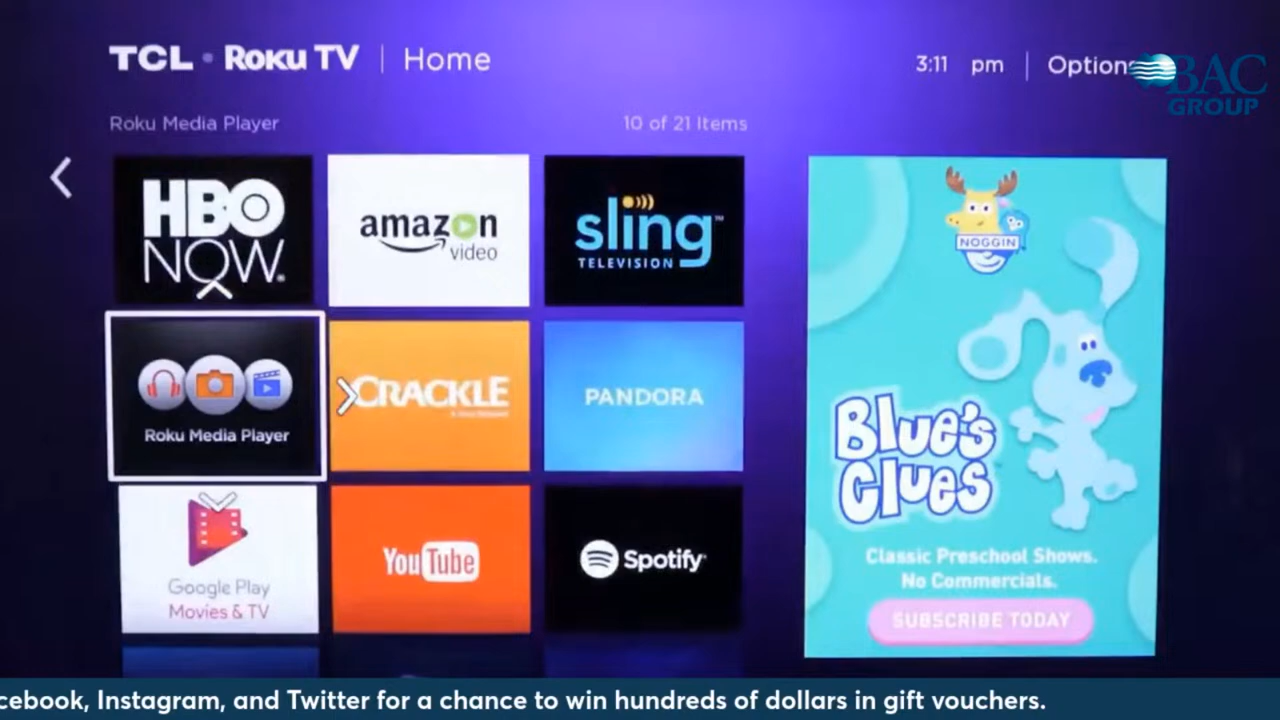 TCL • Roku TV | Home
3:11 pm | Option
BAC
GROUP
Roku Media Player
10 of 21 Items
HBO
NOW.
amazon
video
sling™
TELEVISION
NOGGIN
Roku Media Player
CRACKLE
PANDORA
Blue's
Clues
Google Play
Movies & TV
YouTube
Spotify
Classic Preschool Shows.
No Commercials.
SUBSCRIBE TODAY
cebook, Instagram, and Twitter for a chance to win hundreds of dollars in gift vouchers.